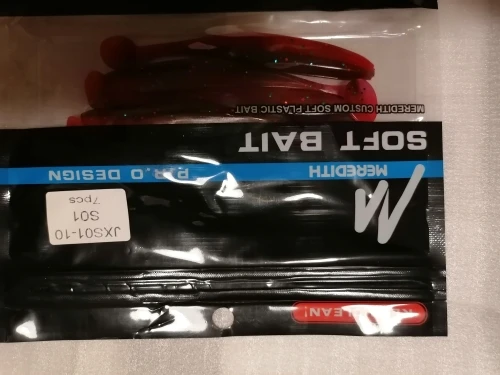 MEREDITH
P.R.O DESIGN
JXS01-10
S01
7pcs
SOFT BAIT
MEREDITH CUSTOM SOFT PLASTIC BAIT